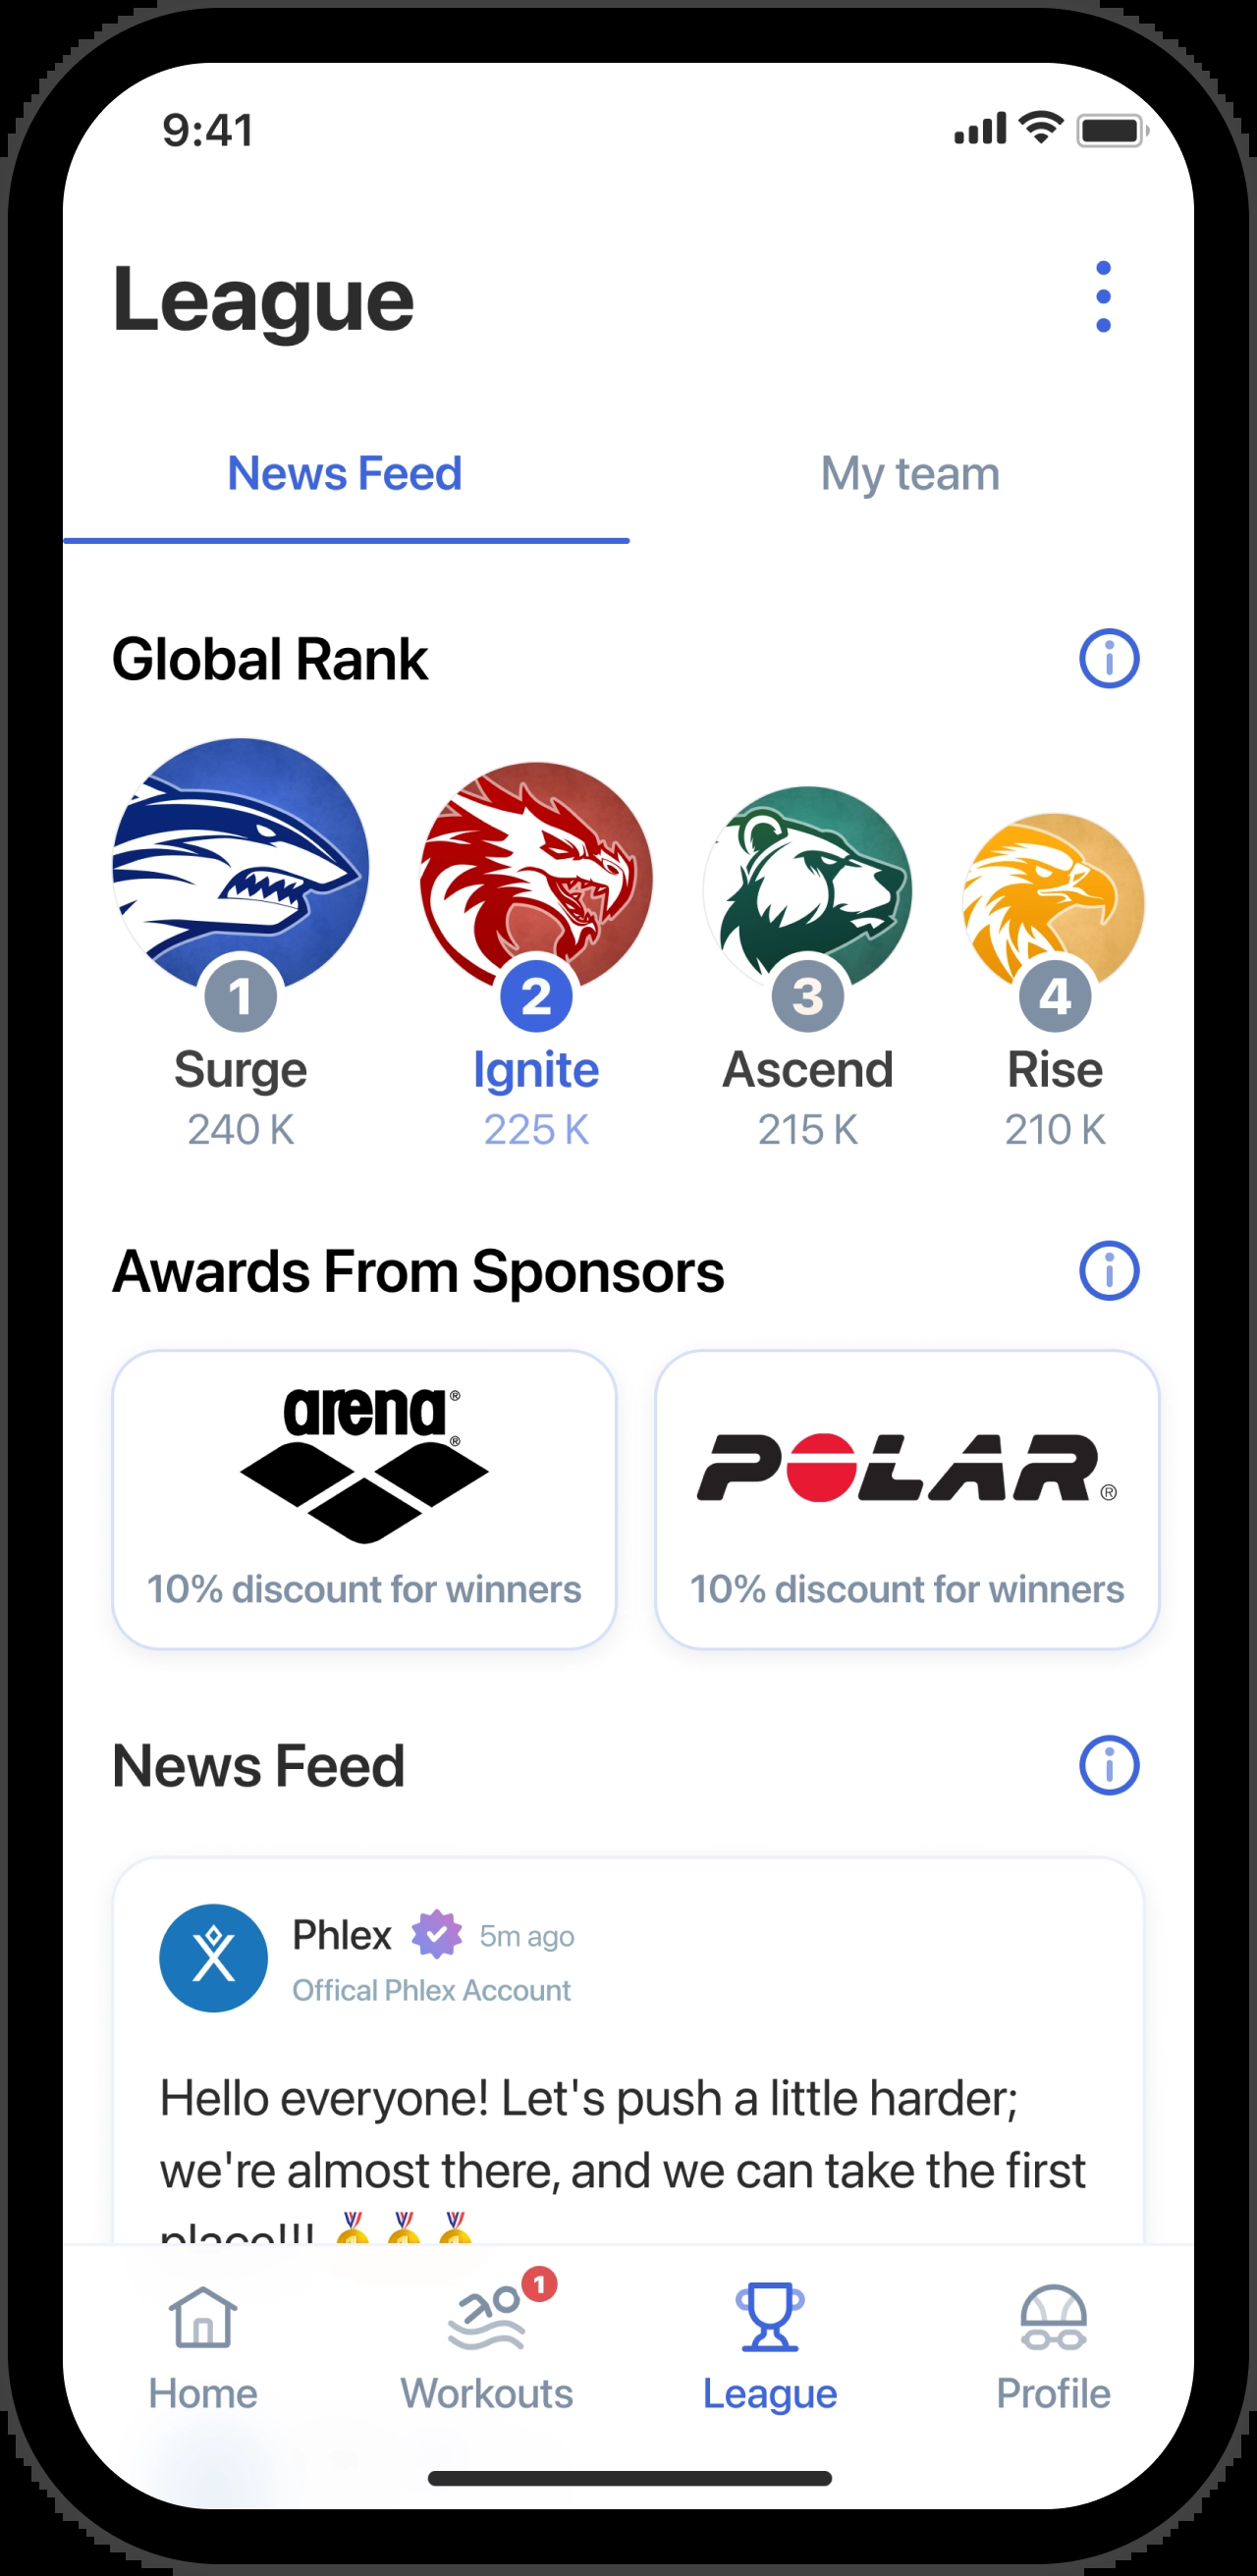 9:41
League
News Feed
My team
Global Rank
1
2
3
4
Surge
Ignite
Ascend
Rise
240 K
225 K
215 K
210 K
Awards From Sponsors
arena®
®
POLAR®
10% discount for winners
10% discount for winners
News Feed
Phlex
5m ago
Offical Phlex Account
Hello everyone! Let's push a little harder;
we're almost there, and we can take the first
place!!! 🥇🥇🥇
1
Home
Workouts
League
Profile